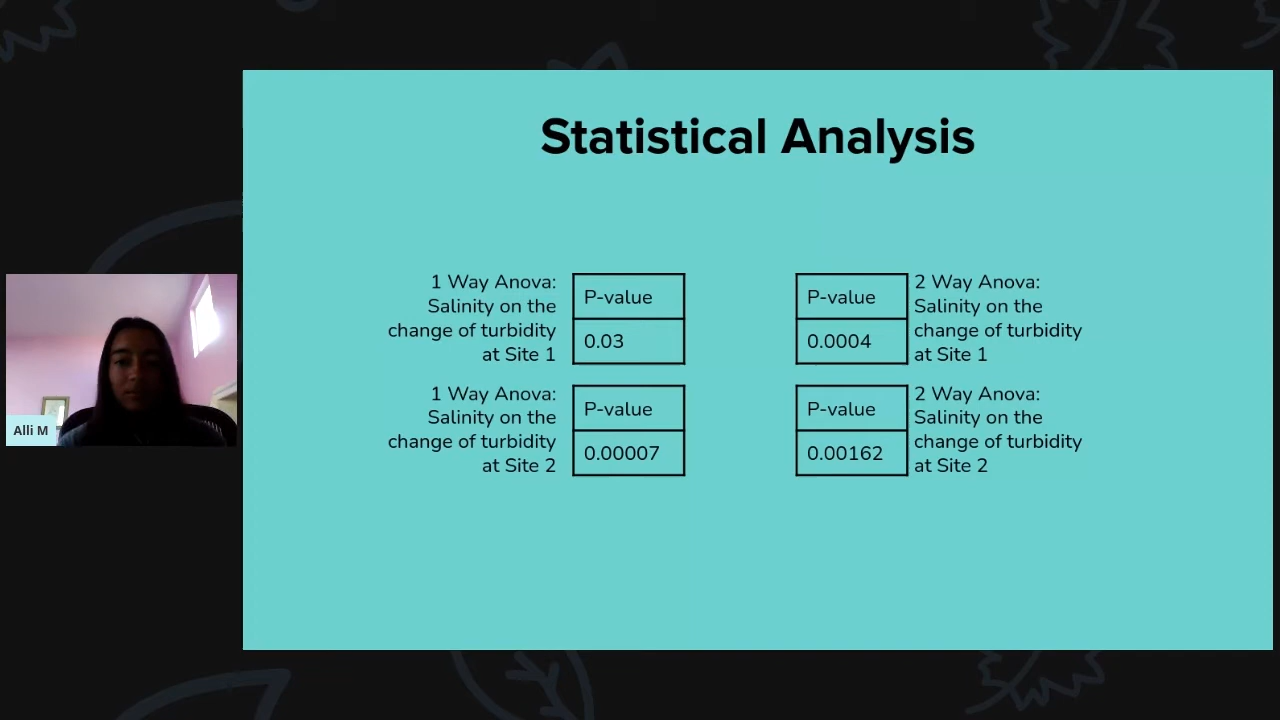 Statistical Analysis
1 Way Anova:
Salinity on the
change of turbidity
at Site 1
P-value
0.03
P-value
0.0004
2 Way Anova:
Salinity on the
change of turbidity
at Site 1
1 Way Anova:
Salinity on the
change of turbidity
at Site 2
P-value
0.00007
P-value
0.00162
2 Way Anova:
Salinity on the
change of turbidity
at Site 2
Alli M